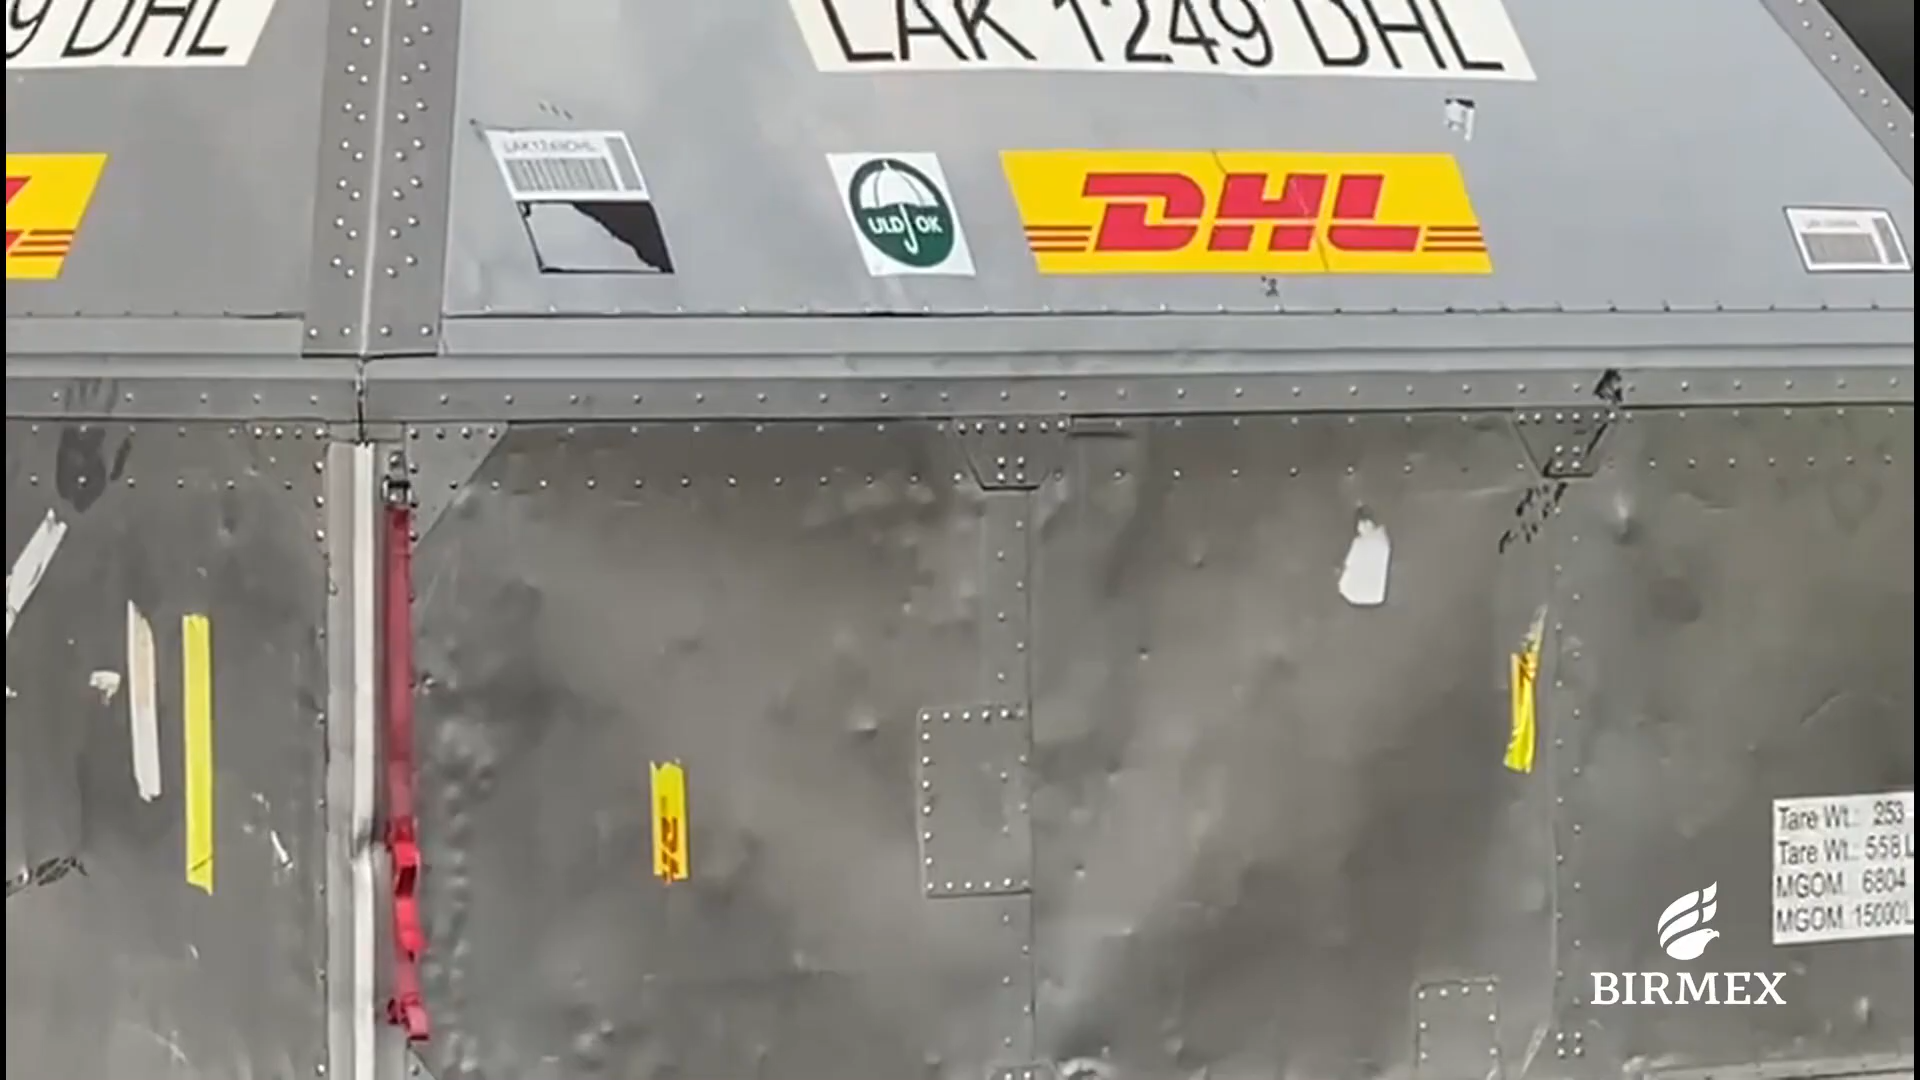 9 DHL
LAK 1249 DHL
LAK1249DHL
ULD OK
DHL
Tare Wt.: 253
Tare Wt.: 558 L
MGOM 6804
MGOM 15000 L
BIRMEX